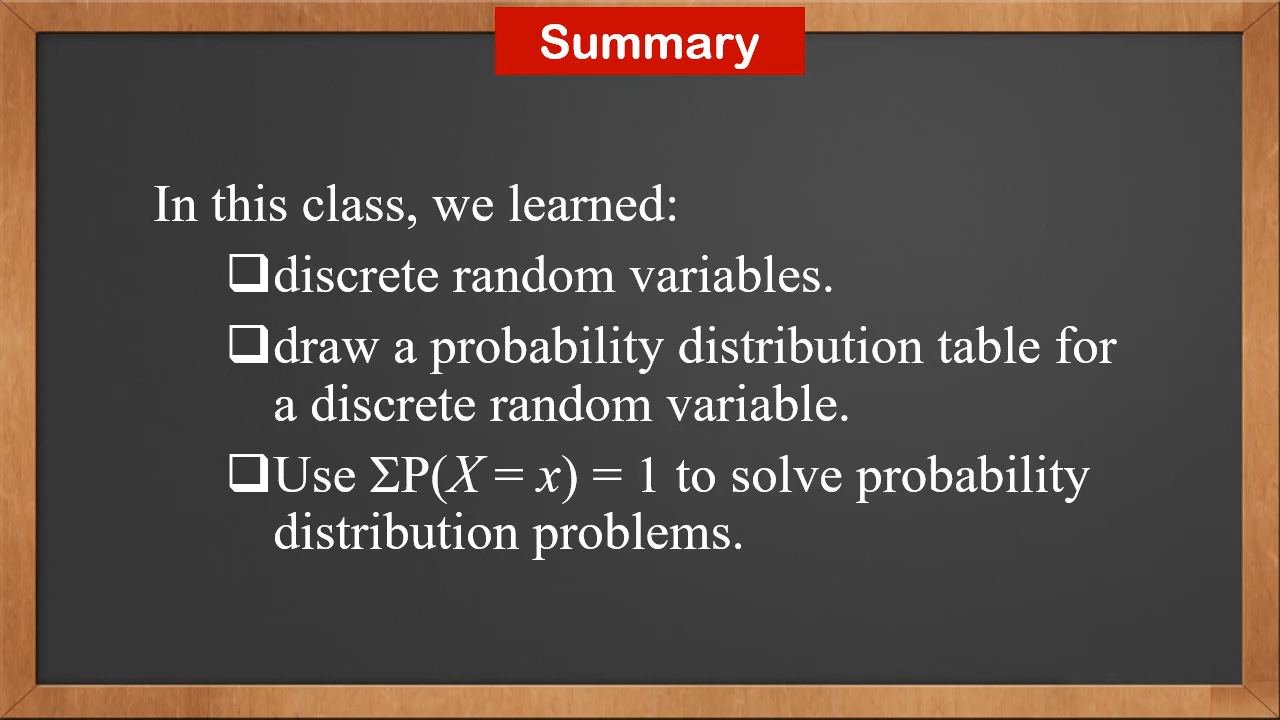 Summary
In this class, we learned:
❑discrete random variables.
❑draw a probability distribution table for
a discrete random variable.
❑Use ΣP(X = x) = 1 to solve probability
distribution problems.